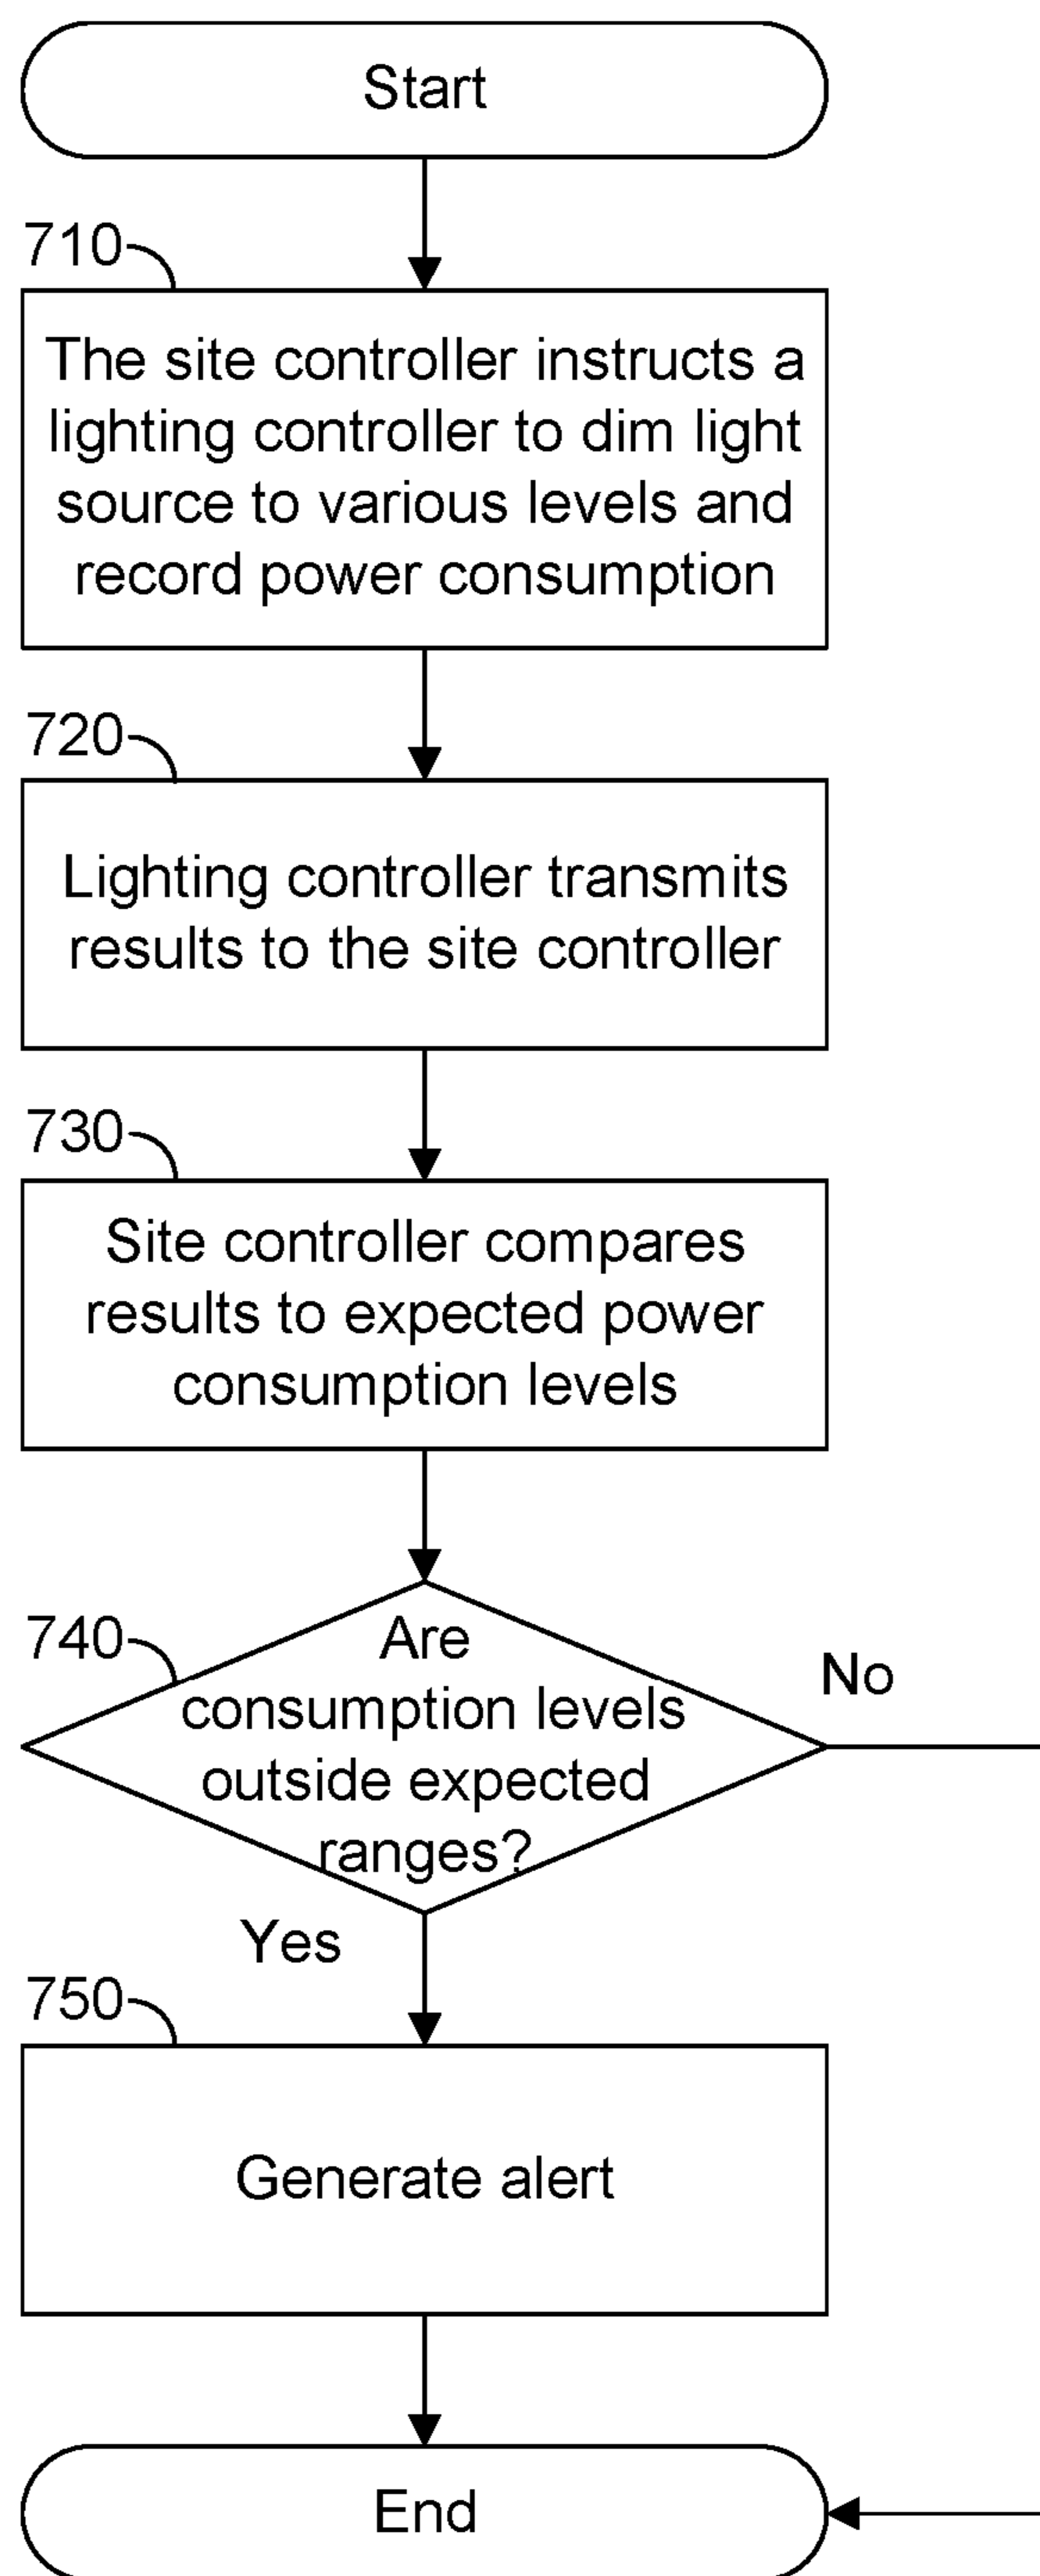 Start
710
The site controller instructs a
lighting controller to dim light
source to various levels and
record power consumption
720
Lighting controller transmits
results to the site controller
730
Site controller compares
results to expected power
consumption levels
740
Are
consumption levels
outside expected
ranges?
No
Yes
750
Generate alert
End